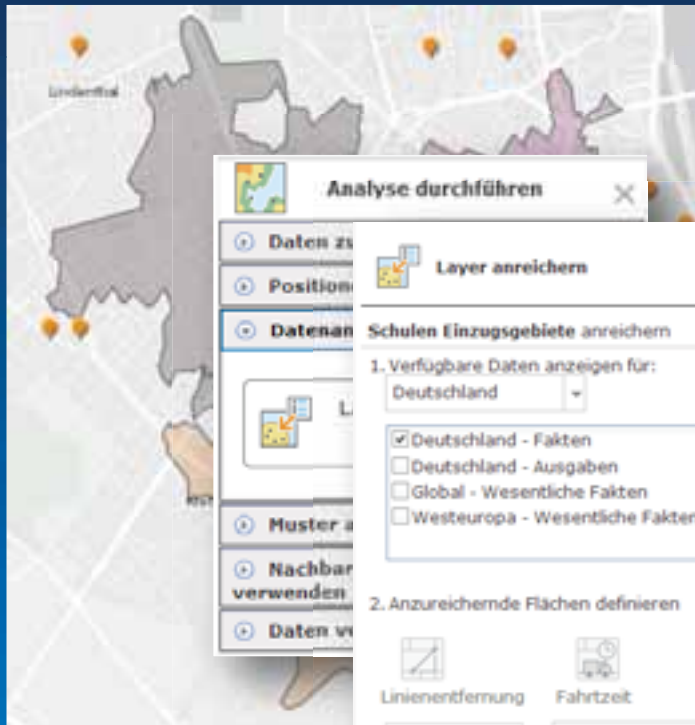 Lindenthal
Analyse durchführen
Daten
Position
Datenan
Layer anreichern
Schulen Einzugsgebiete anreichern
1. Verfügbare Daten anzeigen für:
Deutschland
Deutschland - Fakten
Deutschland - Ausgaben
Global - Wesentliche Fakten
Westeuropa - Wesentliche Fakten
2. Anzureichernde Flächen definieren
Linienentfernung Fahrtzeit
Muster a
Nachbar
verwenden
Daten ve